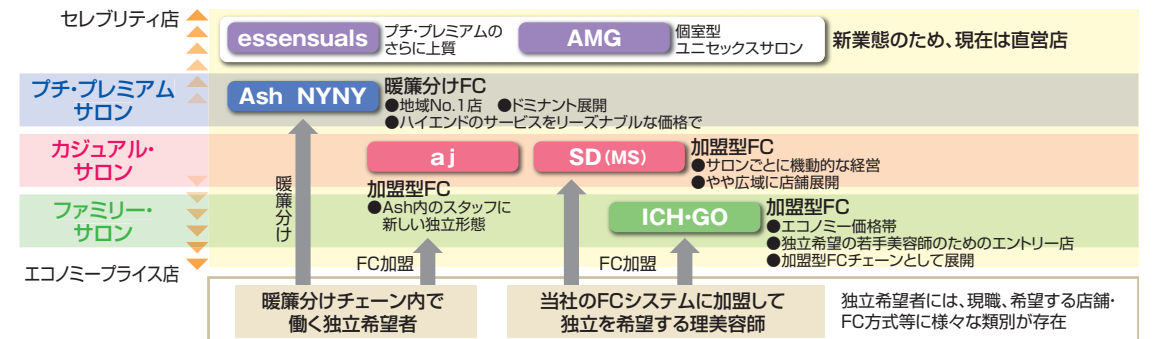 セレブリティ店
essensuals
プチ・プレミアムの
さらに上質
AMG
個室型
ユニセックスサロン
新業態のため、現在は直営店
プチ・プレミアム
サロン
Ash NYNY
暖簾分けFC
●地域No.1店 ●ドミナント展開
●ハイエンドのサービスをリーズナブルな価格で
カジュアル・
サロン
aj
加盟型FC
●Ash内のスタッフに
新しい独立形態
SD(MS)
加盟型FC
●サロンごとに機動的な経営
●やや広域に店舗展開
ファミリー・
サロン
ICH・GO
加盟型FC
●エコノミー価格帯
●独立希望の若手美容師のためのエントリー店
●加盟型FCチェーンとして展開
エコノミープライス店
暖簾分け
FC加盟
FC加盟
暖簾分けチェーン内で
働く独立希望者
当社のFCシステムに加盟して
独立を希望する理美容師
独立希望者には、現職、希望する店舗・
FC方式等に様々な類別が存在